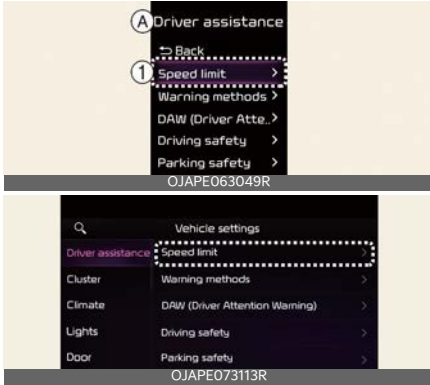 A Driver assistance
Back
1 Speed limit >
Warning methods >
DAW (Driver Atte.. >
Driving safety >
Parking safety >
OJAPE063049R
Vehicle settings
Driver assistance Speed limit >
Cluster Warning methods >
Climate DAW (Driver Attention Warning) >
Lights Driving safety >
Door Parking safety >
OJAPE073113R